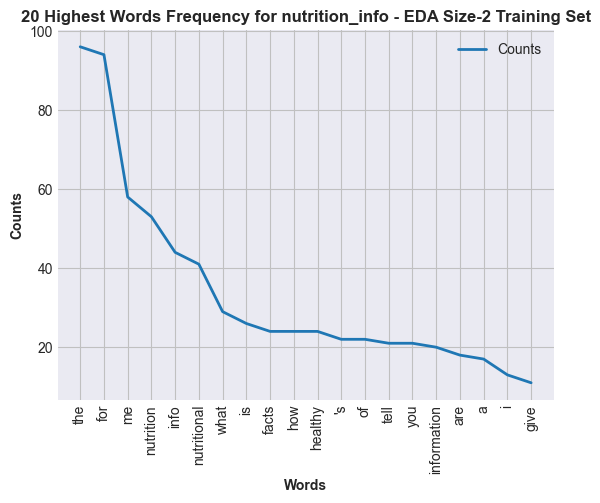 20 Highest Words Frequency for nutrition_info - EDA Size-2 Training Set
Counts
100
80
60
40
20
Counts
the
for
me
nutrition
info
nutritional
what
is
facts
how
healthy
's
of
tell
you
information
are
a
i
give
Words